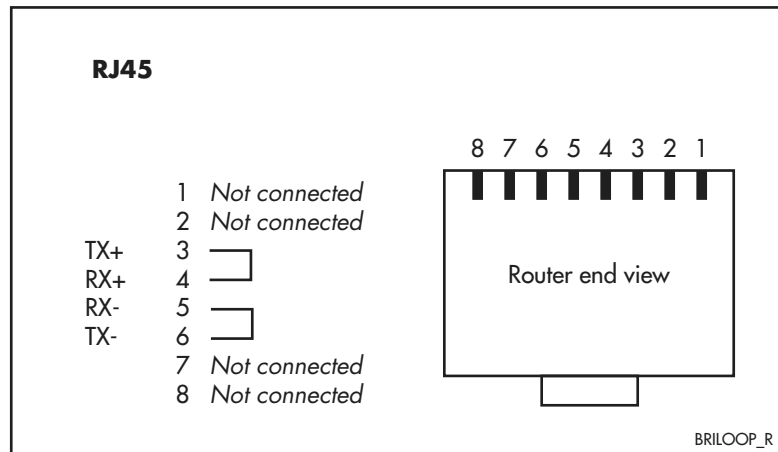 RJ45
8 7 6 5 4 3 2 1
1 Not connected
2 Not connected
TX+ 3
RX+ 4
RX- 5
TX- 6
7 Not connected
8 Not connected
Router end view
BRILOOP_R